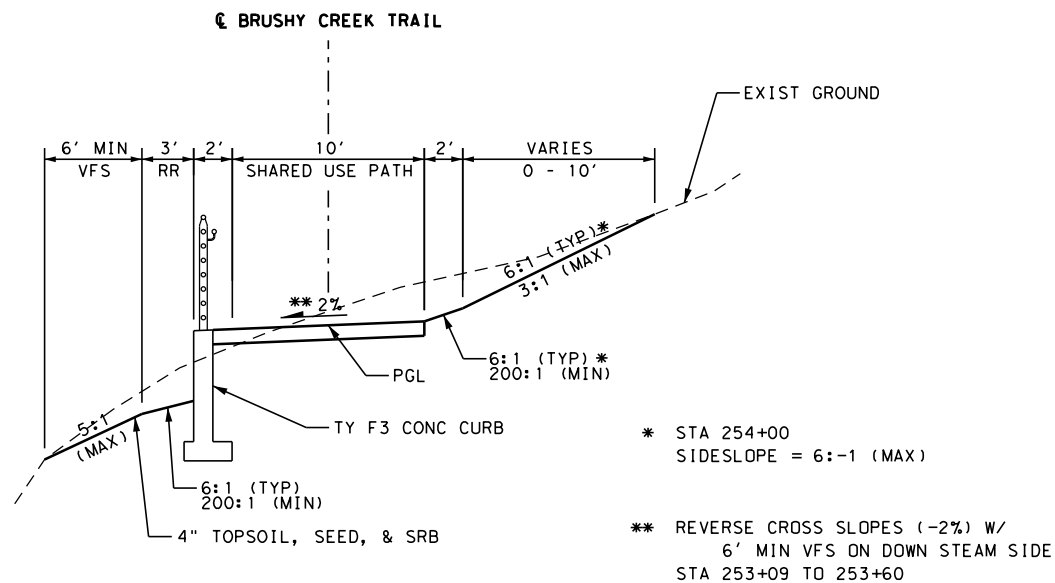 ℄ BRUSHY CREEK TRAIL
EXIST GROUND
6' MIN
VFS
3'
RR
2'
10'
SHARED USE PATH
2'
VARIES
0 - 10'
6:1 (TYP)*
3:1 (MAX)
** 2%
6:1 (TYP) *
200:1 (MIN)
PGL
TY F3 CONC CURB
5:1
(MAX)
6:1 (TYP)
200:1 (MIN)
4" TOPSOIL, SEED, & SRB
* STA 254+00
SIDESLOPE = 6:-1 (MAX)
** REVERSE CROSS SLOPES (-2%) W/
6' MIN VFS ON DOWN STEAM SIDE
STA 253+09 TO 253+60